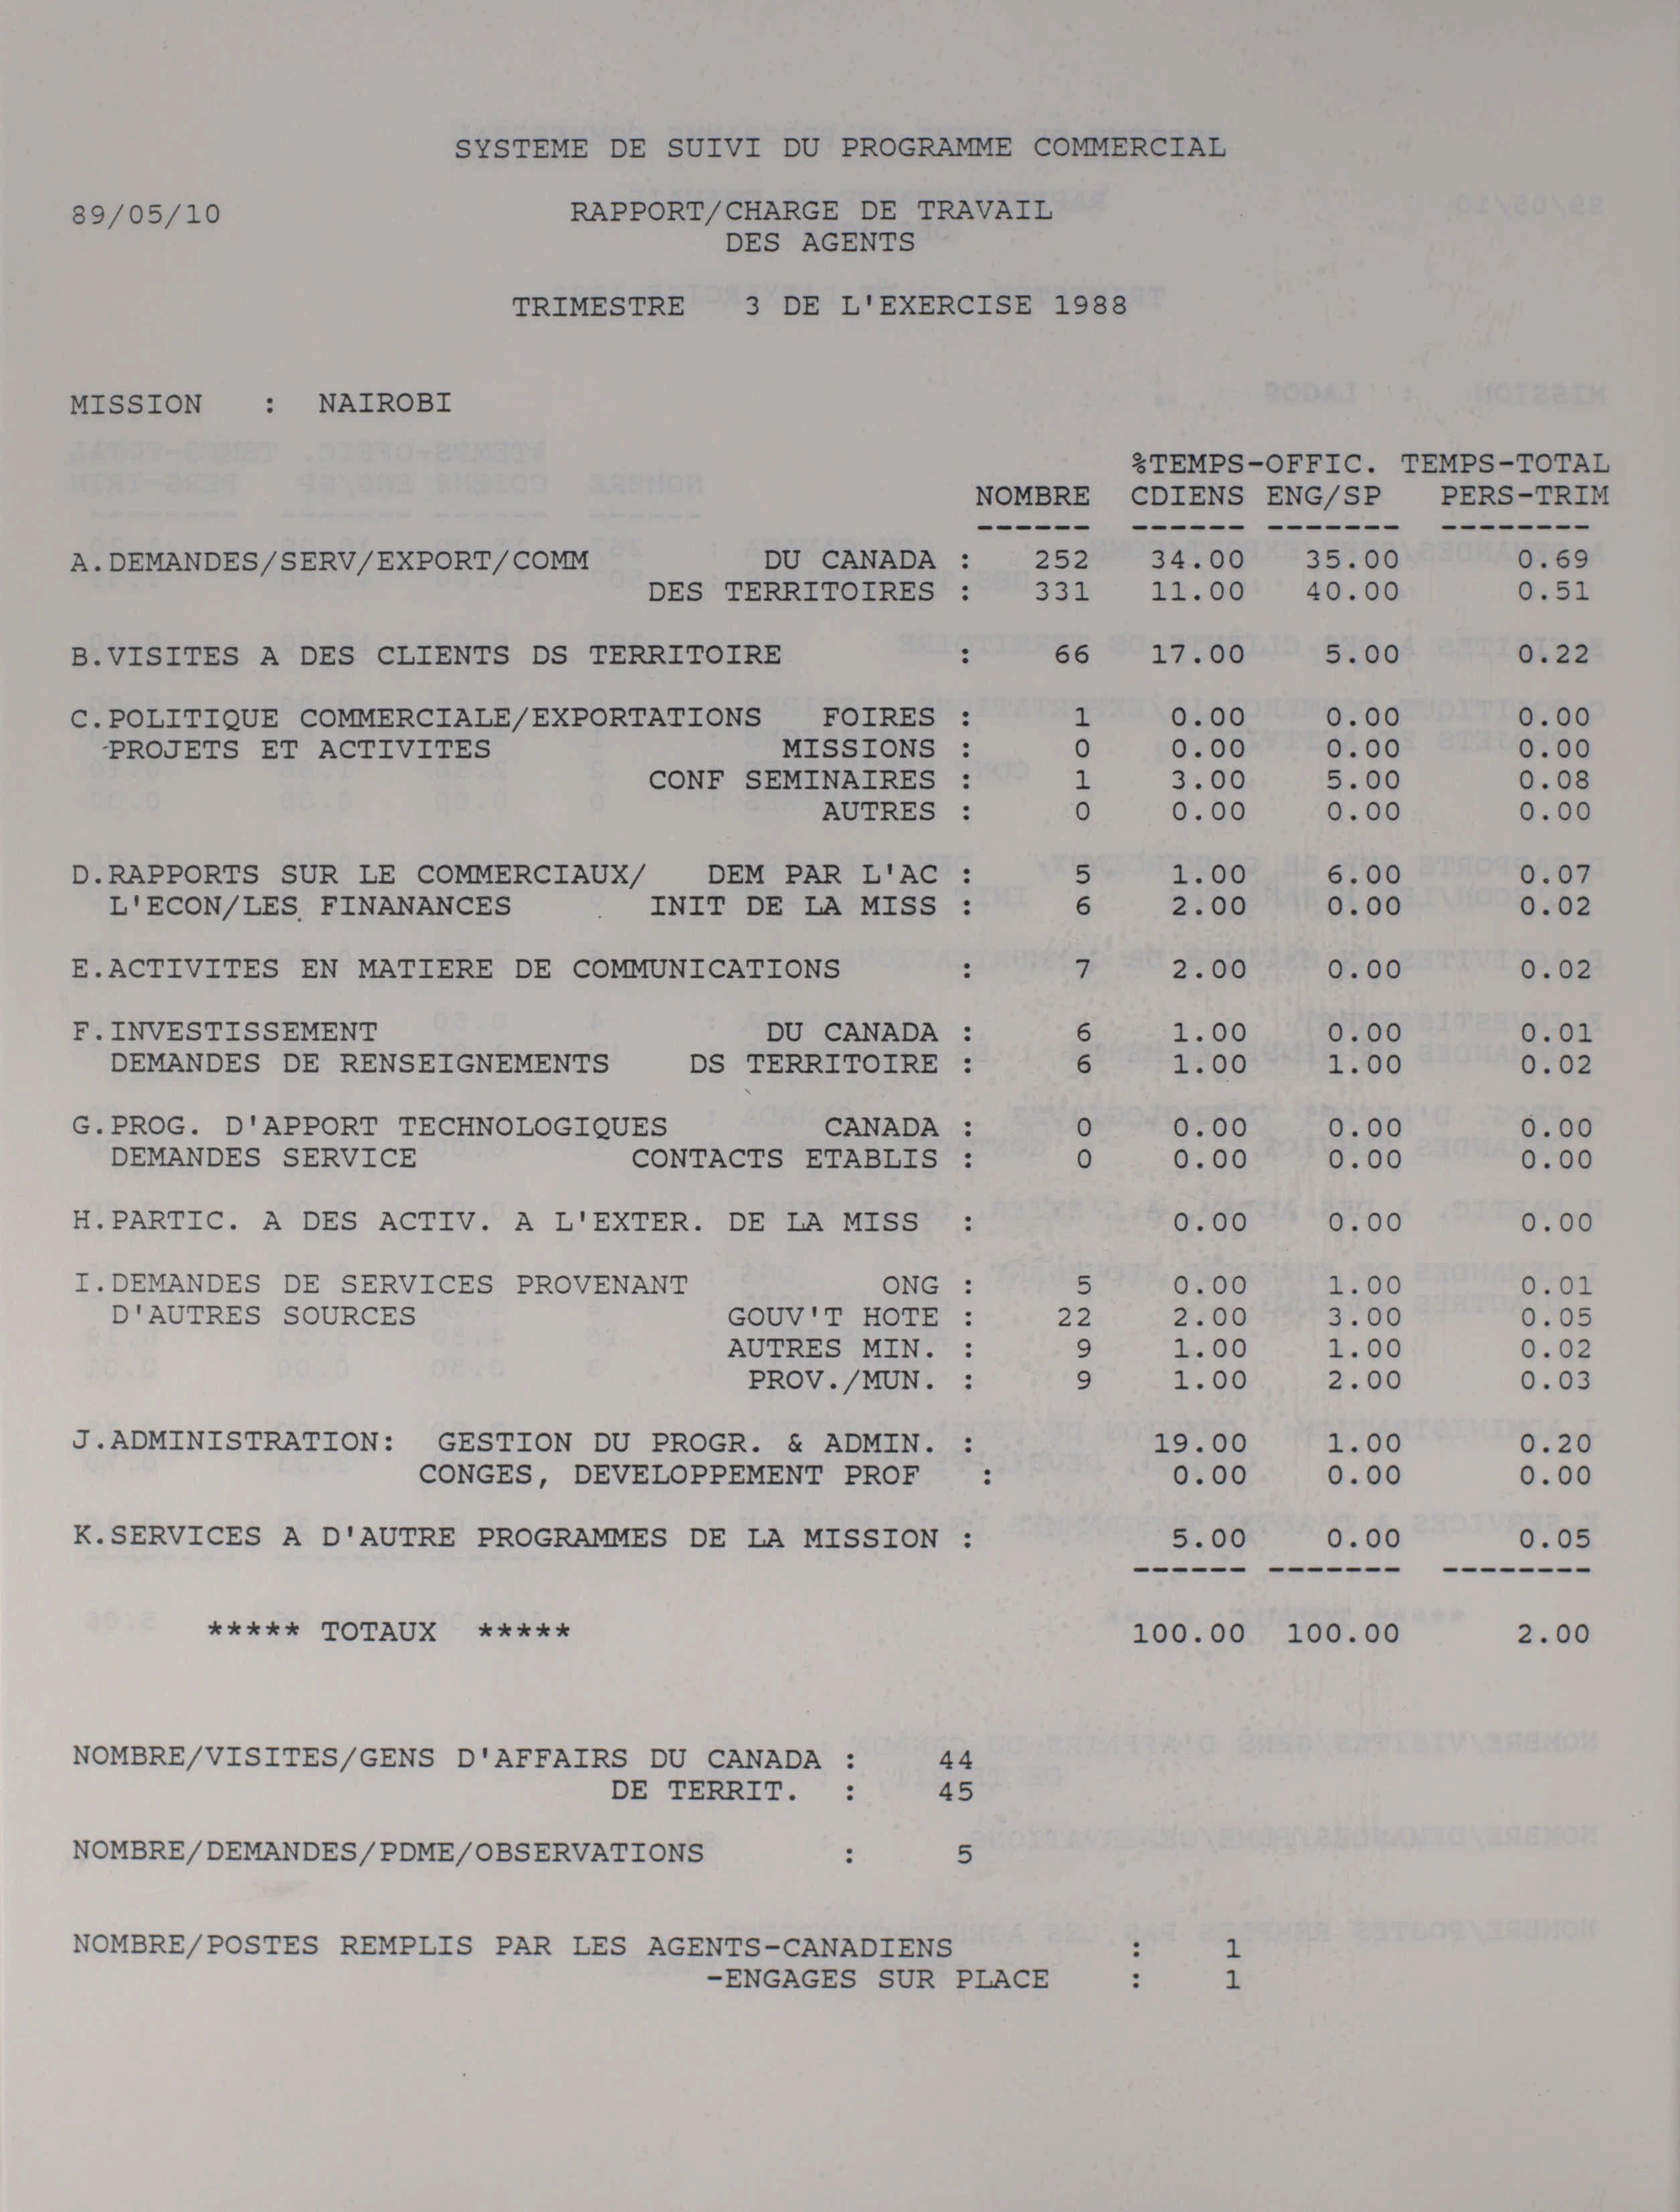 SYSTEME DE SUIVI DU PROGRAMME COMMERCIAL
89/05/10 RAPPORT/CHARGE DE TRAVAIL
DES AGENTS
TRIMESTRE 3 DE L'EXERCISE 1988
MISSION : NAIROBI
%TEMPS-OFFIC. TEMPS-TOTAL
NOMBRE CDIENS ENG/SP PERS-TRIM
------ ------ ------- --------
A.DEMANDES/SERV/EXPORT/COMM DU CANADA : 252 34.00 35.00 0.69
DES TERRITOIRES : 331 11.00 40.00 0.51
B.VISITES A DES CLIENTS DS TERRITOIRE : 66 17.00 5.00 0.22
C.POLITIQUE COMMERCIALE/EXPORTATIONS FOIRES : 1 0.00 0.00 0.00
PROJETS ET ACTIVITES MISSIONS : 0 0.00 0.00 0.00
CONF SEMINAIRES : 1 3.00 5.00 0.08
AUTRES : 0 0.00 0.00 0.00
D.RAPPORTS SUR LE COMMERCIAUX/ DEM PAR L'AC : 5 1.00 6.00 0.07
L'ECON/LES FINANANCES INIT DE LA MISS : 6 2.00 0.00 0.02
E.ACTIVITES EN MATIERE DE COMMUNICATIONS : 7 2.00 0.00 0.02
F.INVESTISSEMENT DU CANADA : 6 1.00 0.00 0.01
DEMANDES DE RENSEIGNEMENTS DS TERRITOIRE : 6 1.00 1.00 0.02
G.PROG. D'APPORT TECHNOLOGIQUES CANADA : 0 0.00 0.00 0.00
DEMANDES SERVICE CONTACTS ETABLIS : 0 0.00 0.00 0.00
H.PARTIC. A DES ACTIV. A L'EXTER. DE LA MISS : 0.00 0.00 0.00
I.DEMANDES DE SERVICES PROVENANT ONG : 5 0.00 1.00 0.01
D'AUTRES SOURCES GOUV'T HOTE : 22 2.00 3.00 0.05
AUTRES MIN. : 9 1.00 1.00 0.02
PROV./MUN. : 9 1.00 2.00 0.03
J.ADMINISTRATION: GESTION DU PROGR. & ADMIN. : 19.00 1.00 0.20
CONGES, DEVELOPPEMENT PROF : 0.00 0.00 0.00
K.SERVICES A D'AUTRE PROGRAMMES DE LA MISSION : 5.00 0.00 0.05
------ ------- --------
***** TOTAUX ***** 100.00 100.00 2.00
NOMBRE/VISITES/GENS D'AFFAIRS DU CANADA : 44
DE TERRIT. : 45
NOMBRE/DEMANDES/PDME/OBSERVATIONS : 5
NOMBRE/POSTES REMPLIS PAR LES AGENTS-CANADIENS : 1
-ENGAGES SUR PLACE : 1